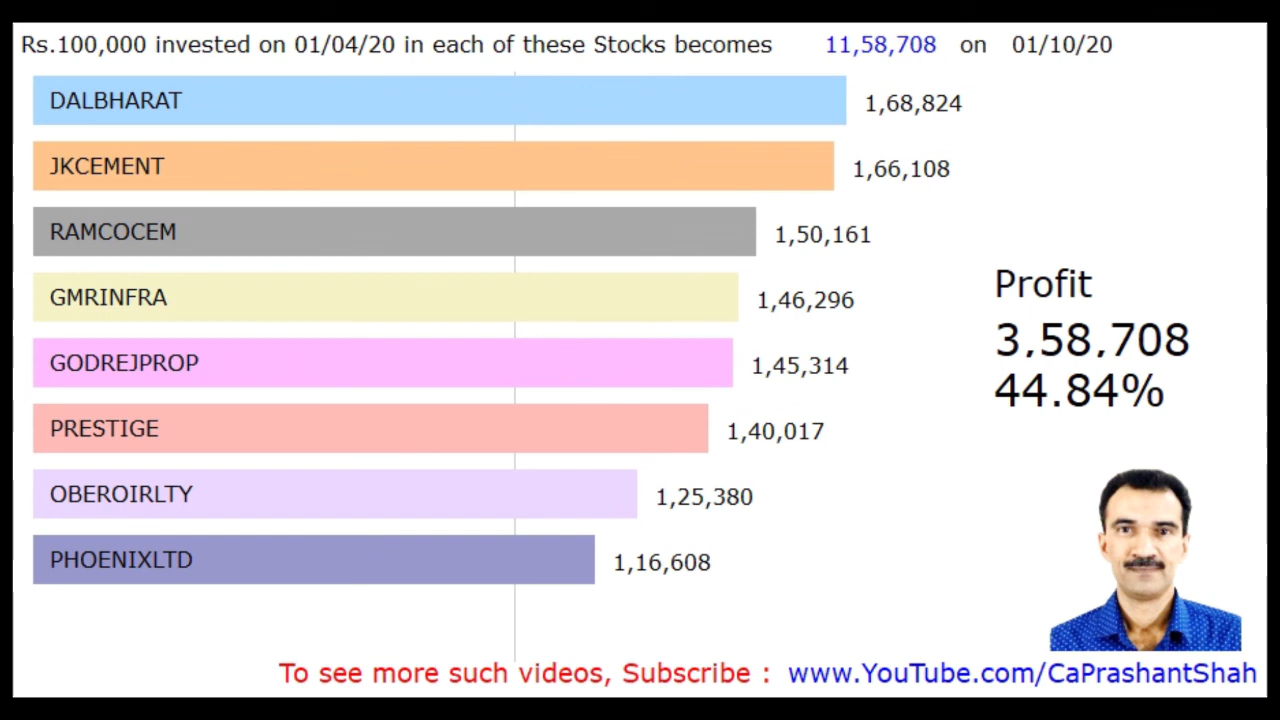 Rs.100,000 invested on 01/04/20 in each of these Stocks becomes 11,58,708 on 01/10/20
DALBHARAT 1,68,824
JKCEMENT 1,66,108
RAMCOCEM 1,50,161
GMRINFRA 1,46,296
GODREJPROP 1,45,314
PRESTIGE 1,40,017
OBEROIRLTY 1,25,380
PHOENIXLTD 1,16,608
Profit
3,58,708
44.84%
To see more such videos, Subscribe : www.YouTube.com/CaPrashantShah